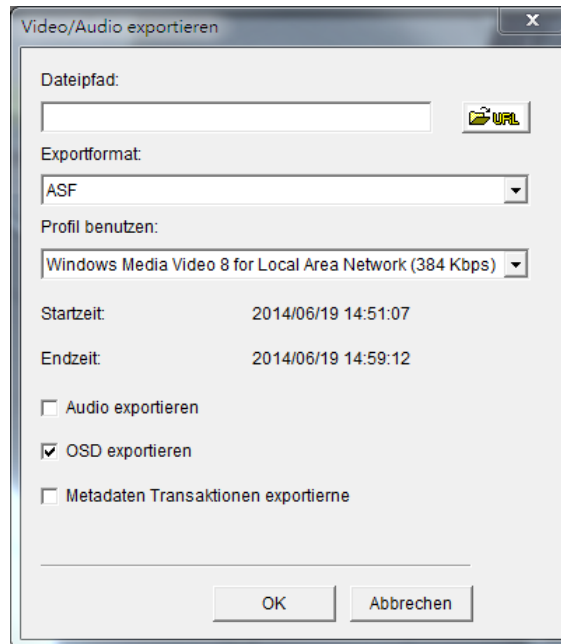 Video/Audio exportieren
x
Dateipfad:
URL
Exportformat:
ASF
Profil benutzen:
Windows Media Video 8 for Local Area Network (384 Kbps)
Startzeit: 2014/06/19 14:51:07
Endzeit: 2014/06/19 14:59:12
Audio exportieren
OSD exportieren
Metadaten Transaktionen exportierne
OK Abbrechen